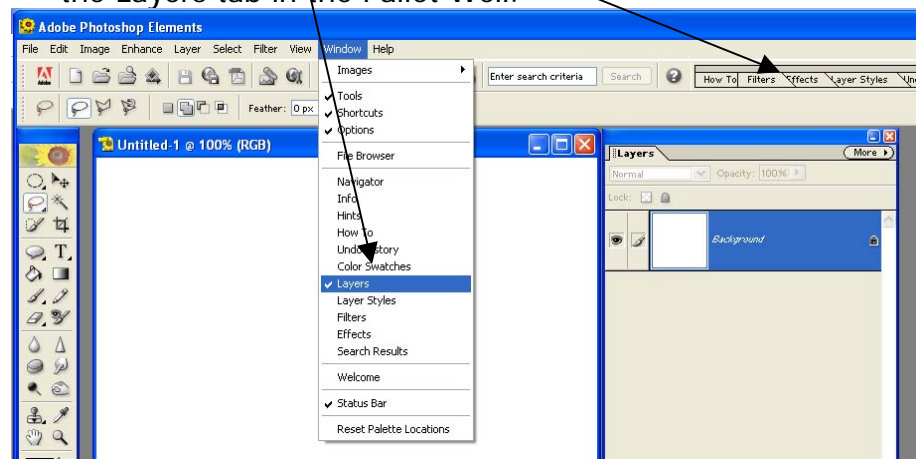 the Layers tab in the Pallet Well.
Adobe Photoshop Elements
File Edit Image Enhance Layer Select Filter View Window Help
Enter search criteria Search How To Filters Effects Layer Styles
Feather: 0 px
Images
Tools
Shortcuts
Options
File Browser
Navigator
Info
Hints
How To
Undo History
Color Swatches
Layers
Layer Styles
Filters
Effects
Search Results
Welcome
Status Bar
Reset Palette Locations
Untitled-1 @ 100% (RGB)
Layers More
Normal Opacity: 100%
Lock:
Background